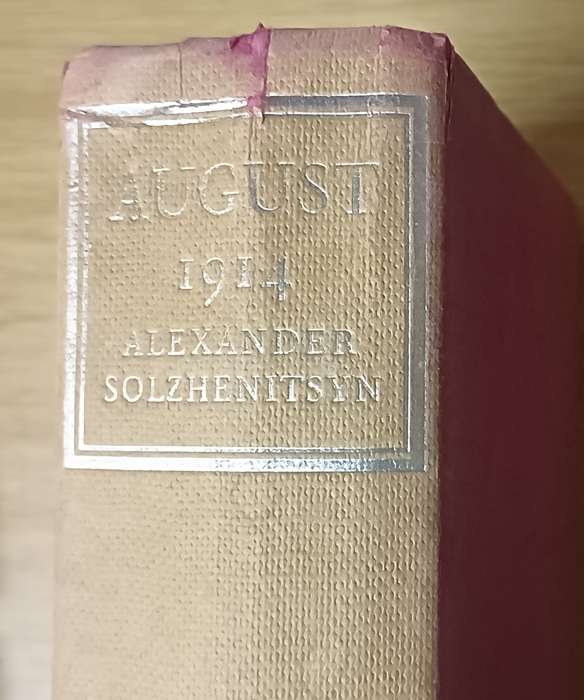 AUGUST
1914
ALEXANDER
SOLZHENITSYN